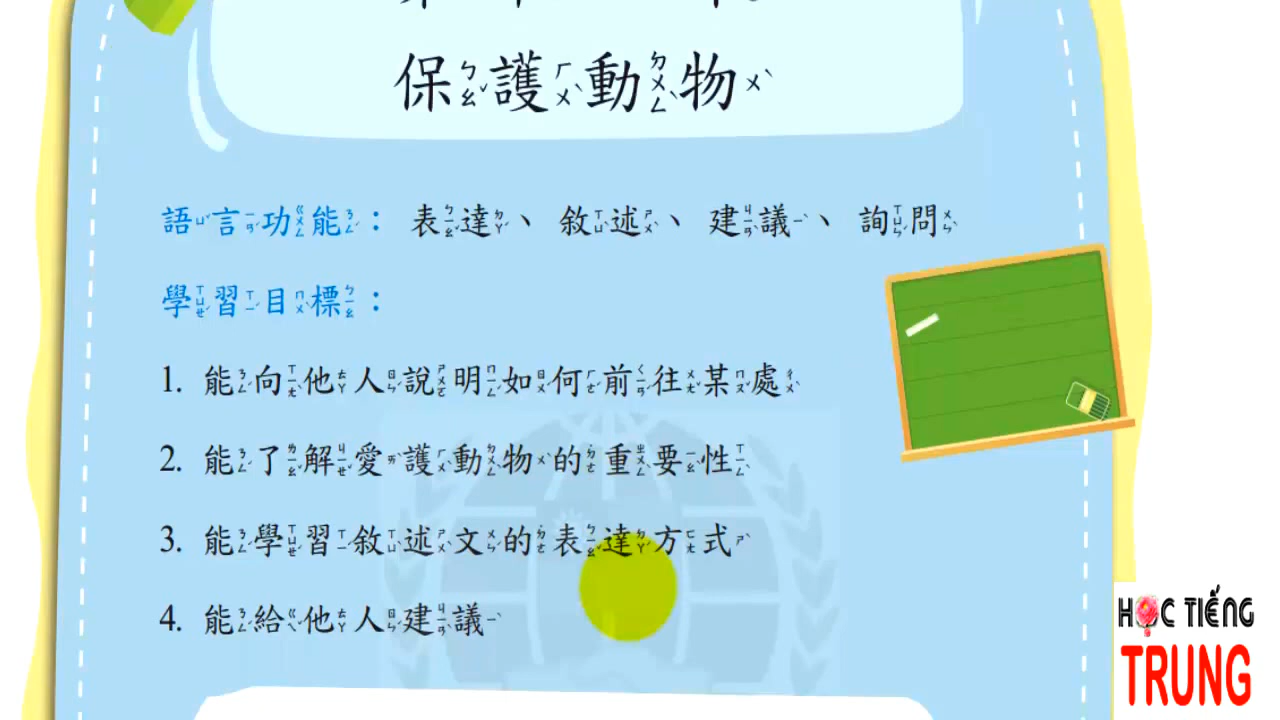 保護動物
語言功能： 表達、敘述、建議、詢問
學習目標：
1. 能向他人說明如何前往某處
2. 能了解愛護動物的重要性
3. 能學習敘述文的表達方式
4. 能給他人建議
HỌC TIẾNG
TRUNG